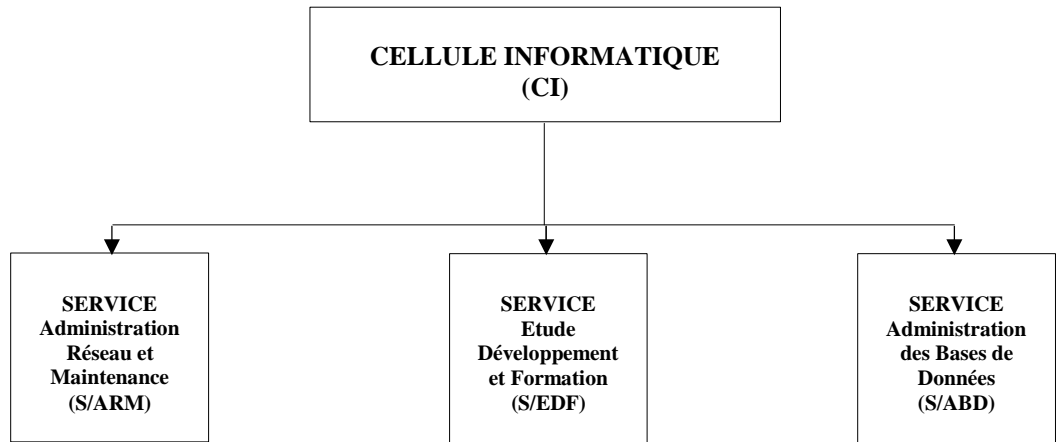 CELLULE INFORMATIQUE
(CI)
SERVICE
Administration
Réseau et
Maintenance
(S/ARM)
SERVICE
Etude
Développement
et Formation
(S/EDF)
SERVICE
Administration
des Bases de
Données
(S/ABD)